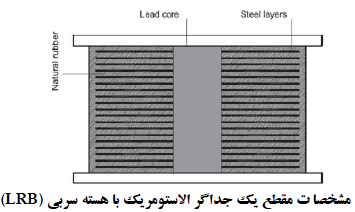 Lead core
Steel layers
Natural rubber
مشخصات مقطع یک جداگر الاستومریک با هسته سربی (LRB)